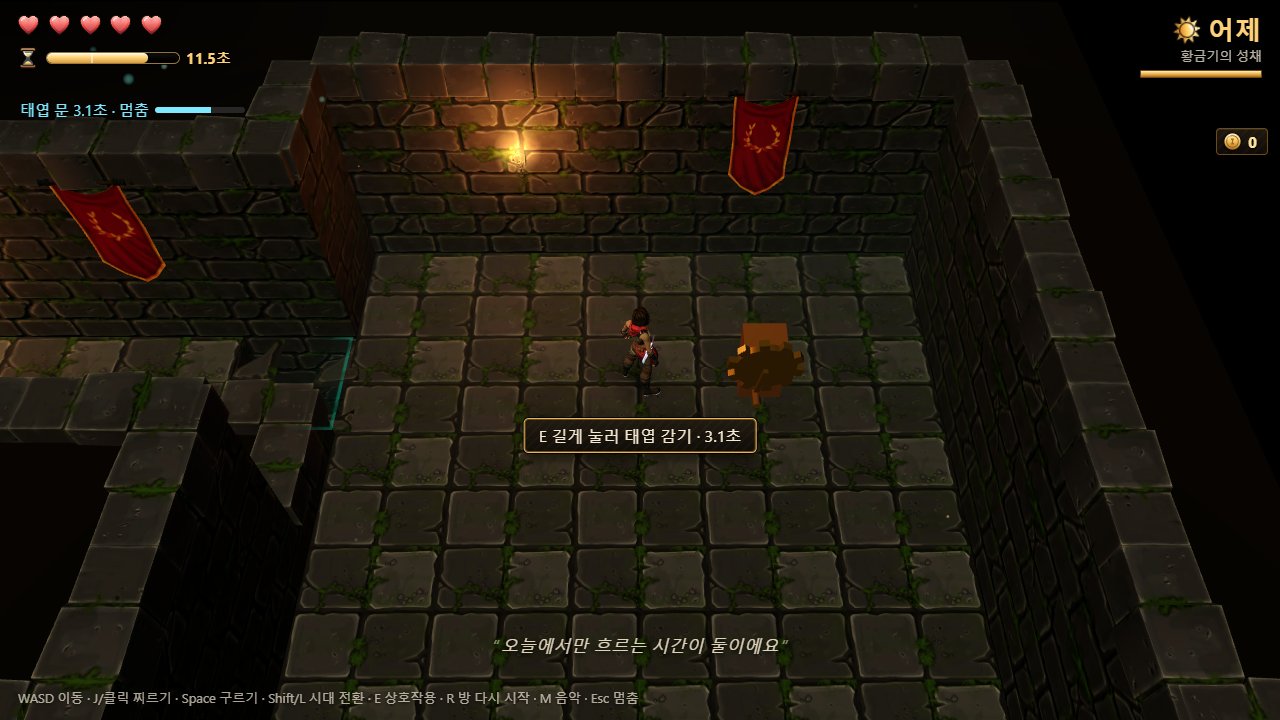 11.5초
어제
황금기의 성채
태엽 문 3.1초 · 멈춤
0
E 길게 눌러 태엽 감기 · 3.1초
“오늘에서만 흐르는 시간이 둘이에요”
WASD 이동 · J/클릭 찌르기 · Space 구르기 · Shift/L 시대 전환 · E 상호작용 · R 방 다시 시작 · M 음악 · Esc 멈춤